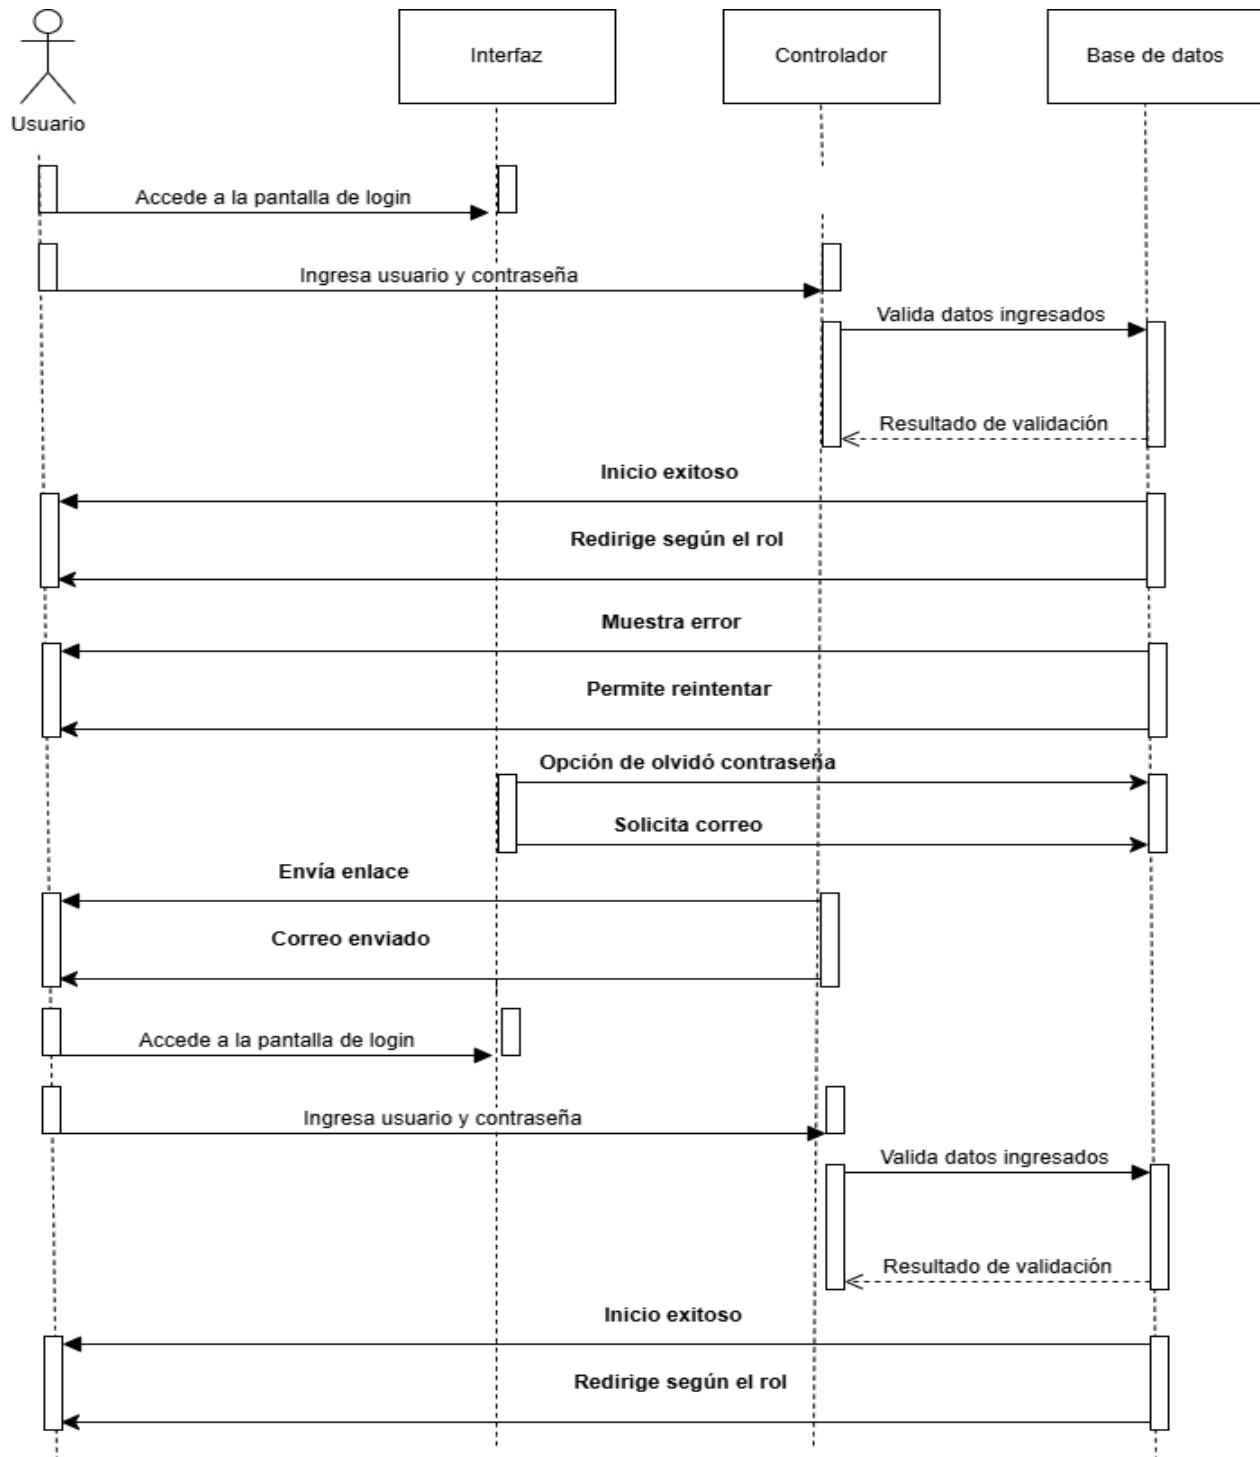 Interfaz
Controlador
Base de datos
Usuario
Accede a la pantalla de login
Ingresa usuario y contraseña
Valida datos ingresados
Resultado de validación
Inicio exitoso
Redirige según el rol
Muestra error
Permite reintentar
Opción de olvidó contraseña
Solicita correo
Envía enlace
Correo enviado
Accede a la pantalla de login
Ingresa usuario y contraseña
Valida datos ingresados
Resultado de validación
Inicio exitoso
Redirige según el rol